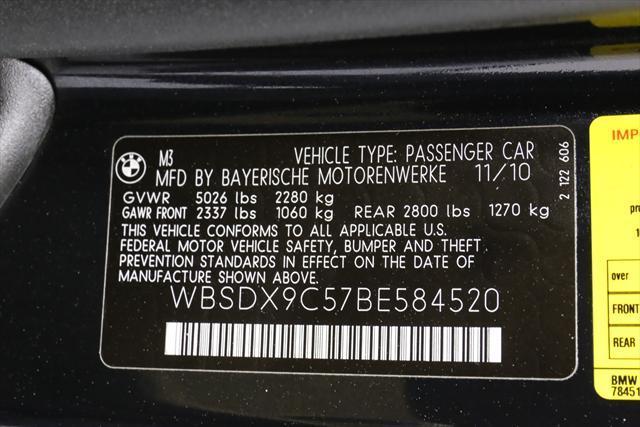 BMW
M3 VEHICLE TYPE: PASSENGER CAR
MFD BY BAYERISCHE MOTORENWERKE 11/10
GVWR 5026 lbs 2280 kg
GAWR FRONT 2337 lbs 1060 kg REAR 2800 lbs 1270 kg
THIS VEHICLE CONFORMS TO ALL APPLICABLE U.S.
FEDERAL MOTOR VEHICLE SAFETY, BUMPER AND THEFT
PREVENTION STANDARDS IN EFFECT ON THE DATE OF
MANUFACTURE SHOWN ABOVE.
WBSDX9C57BE584520
2 122 606
IMP
over
FRONT
REAR
BMW
7845